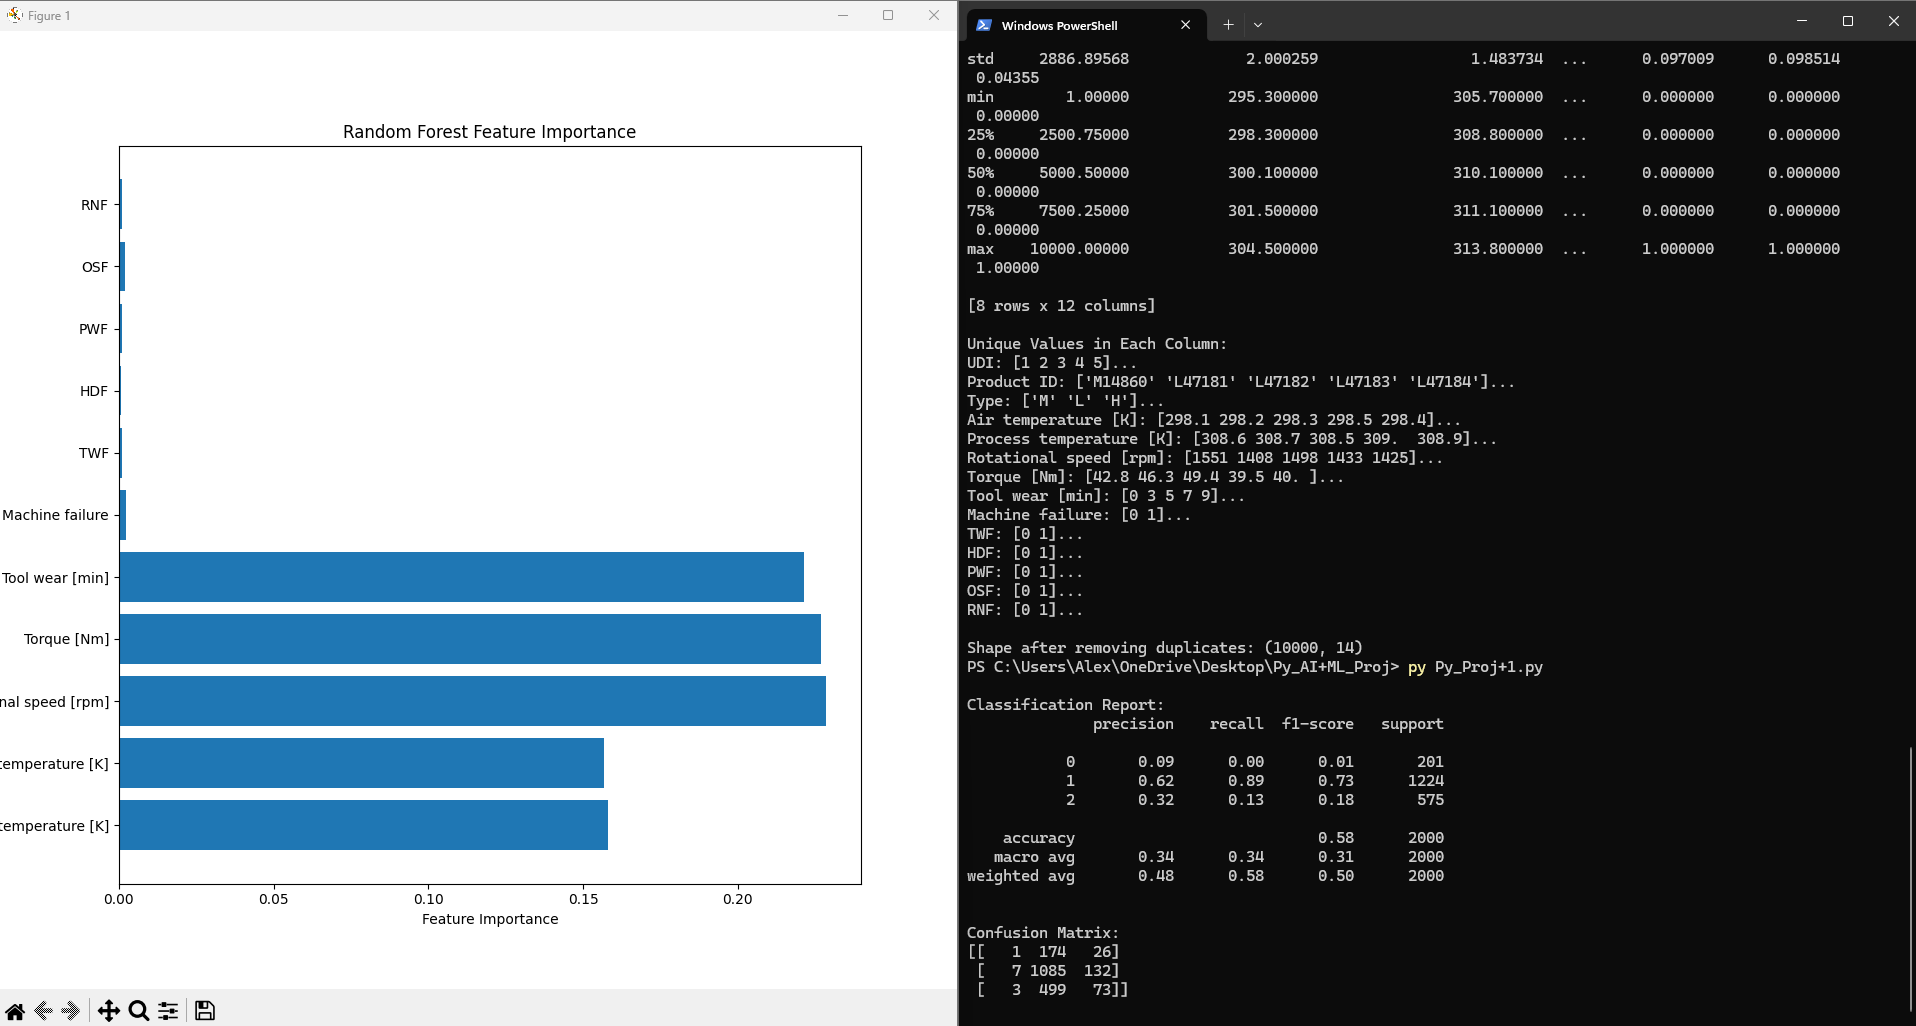 Figure 1
Random Forest Feature Importance
RNF
OSF
PWF
HDF
TWF
Machine failure
Tool wear [min]
Torque [Nm]
nal speed [rpm]
temperature [K]
temperature [K]
0.00 0.05 0.10 0.15 0.20
Feature Importance
Windows PowerShell
std 2886.89568 2.000259 1.483734 ... 0.097009 0.098514
0.04355
min 1.00000 295.300000 305.700000 ... 0.000000 0.000000
0.00000
25% 2500.75000 298.300000 308.800000 ... 0.000000 0.000000
0.00000
50% 5000.50000 300.100000 310.100000 ... 0.000000 0.000000
0.00000
75% 7500.25000 301.500000 311.100000 ... 0.000000 0.000000
0.00000
max 10000.00000 304.500000 313.800000 ... 1.000000 1.000000
1.00000
[8 rows x 12 columns]
Unique Values in Each Column:
UDI: [1 2 3 4 5]...
Product ID: ['M14860' 'L47181' 'L47182' 'L47183' 'L47184']...
Type: ['M' 'L' 'H']...
Air temperature [K]: [298.1 298.2 298.3 298.5 298.4]...
Process temperature [K]: [308.6 308.7 308.5 309.  308.9]...
Rotational speed [rpm]: [1551 1408 1498 1433 1425]...
Torque [Nm]: [42.8 46.3 49.4 39.5 40. ]...
Tool wear [min]: [0 3 5 7 9]...
Machine failure: [0 1]...
TWF: [0 1]...
HDF: [0 1]...
PWF: [0 1]...
OSF: [0 1]...
RNF: [0 1]...
Shape after removing duplicates: (10000, 14)
PS C:\Users\Alex\OneDrive\Desktop\Py_AI+ML_Proj> py Py_Proj+1.py
Classification Report:
precision recall f1-score support
0 0.09 0.00 0.01 201
1 0.62 0.89 0.73 1224
2 0.32 0.13 0.18 575
accuracy 0.58 2000
macro avg 0.34 0.34 0.31 2000
weighted avg 0.48 0.58 0.50 2000
Confusion Matrix:
[[ 1 174 26]
[ 7 1085 132]
[ 3 499 73]]